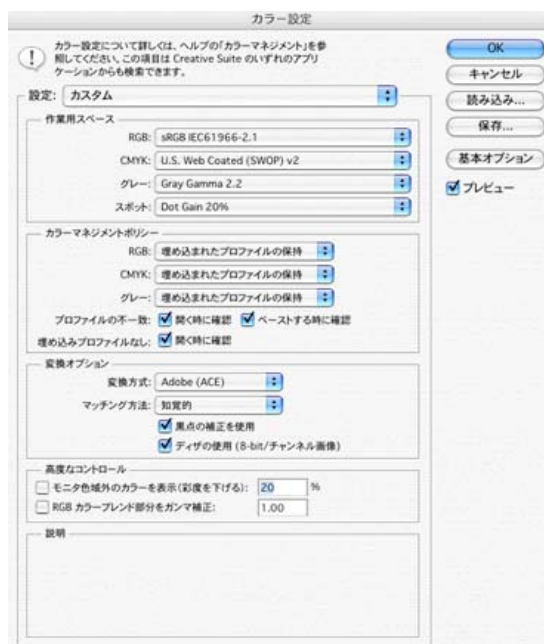 カラー設定
カラー設定について詳しくは、ヘルプの「カラーマネジメント」を参
照してください。この項目は Creative Suite のいずれのアプリ
ケーションからも検索できます。
設定: カスタム
作業用スペース
RGB: sRGB IEC61966-2.1
CMYK: U.S. Web Coated (SWOP) v2
グレー: Gray Gamma 2.2
スポット: Dot Gain 20%
カラーマネジメントポリシー
RGB: 埋め込まれたプロファイルの保持
CMYK: 埋め込まれたプロファイルの保持
グレー: 埋め込まれたプロファイルの保持
プロファイルの不一致: 開く時に確認 ペーストする時に確認
埋め込みプロファイルなし: 開く時に確認
変換オプション
変換方式: Adobe (ACE)
マッチング方法: 知覚的
黒点の補正を使用
ディザの使用 (8-bit/チャンネル画像)
高度なコントロール
モニタ色域外のカラーを表示(彩度を下げる): 20 %
RGB カラーブレンド部分をガンマ補正: 1.00
説明
OK
キャンセル
読み込み...
保存...
基本オプション
プレビュー